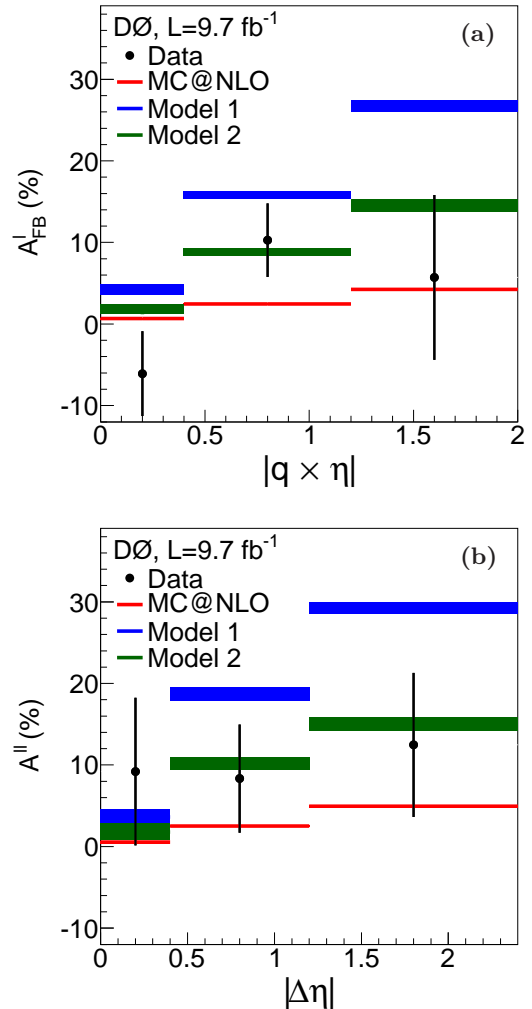 DØ, L=9.7 fb⁻¹
(a)
Data
MC@NLO
Model 1
Model 2
30
20
10
0
-10
A^l_FB (%)
0 0.5 1 1.5 2
|q × η|
DØ, L=9.7 fb⁻¹
(b)
Data
MC@NLO
Model 1
Model 2
30
20
10
0
-10
A^ll (%)
0 0.5 1 1.5 2
|Δη|